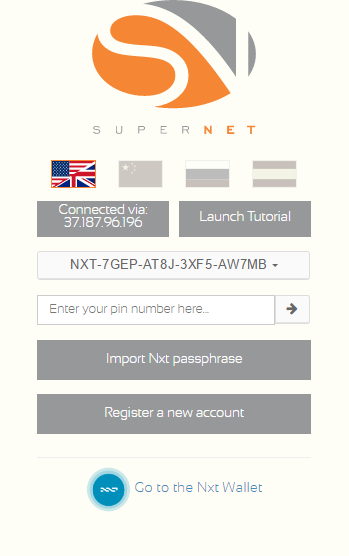 SUPERNET
Connected via:
37.187.96.196
Launch Tutorial
NXT-7GEP-AT8J-3XF5-AW7MB
Enter your pin number here...
Import Nxt passphrase
Register a new account
Go to the Nxt Wallet